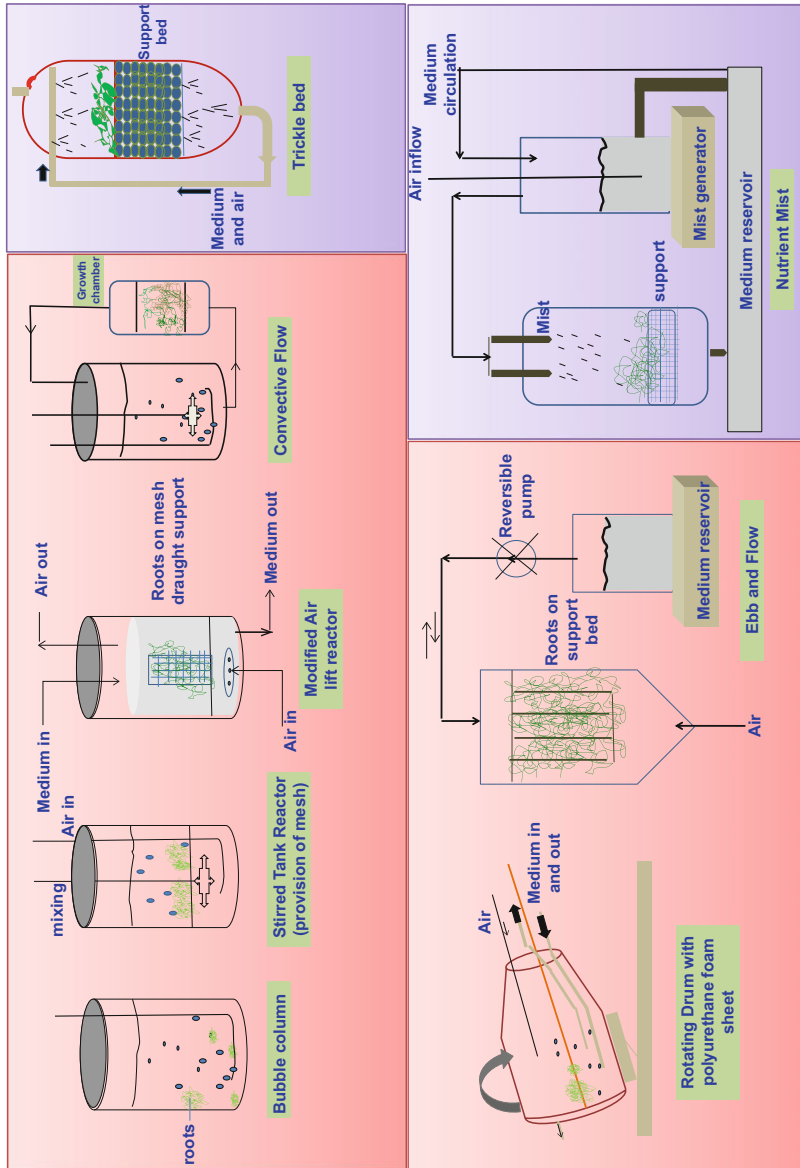 roots
Bubble column
mixing
Air in
Stirred Tank Reactor
(provision of mesh)
Medium in
Air out
Roots on mesh
draught support
Air in
Medium out
Modified Air
lift reactor
Growth
chamber
Convective Flow
Medium
and air
Support
bed
Trickle bed
Air
Medium in
and out
Rotating Drum with
polyurethane foam
sheet
Roots on
support
bed
Air
Reversible
pump
Medium reservoir
Ebb and Flow
Mist
support
Air inflow
Medium
circulation
Mist generator
Medium reservoir
Nutrient Mist